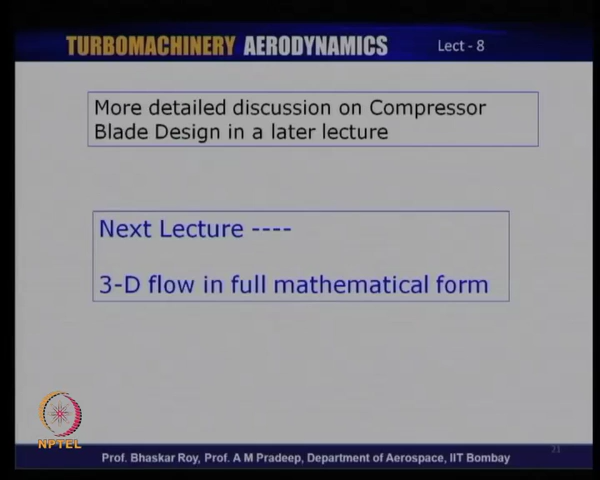 TURBOMACHINERY AERODYNAMICS Lect - 8
More detailed discussion on Compressor
Blade Design in a later lecture
Next Lecture ----
3-D flow in full mathematical form
NPTEL
Prof. Bhaskar Roy, Prof. A M Pradeep, Department of Aerospace, IIT Bombay